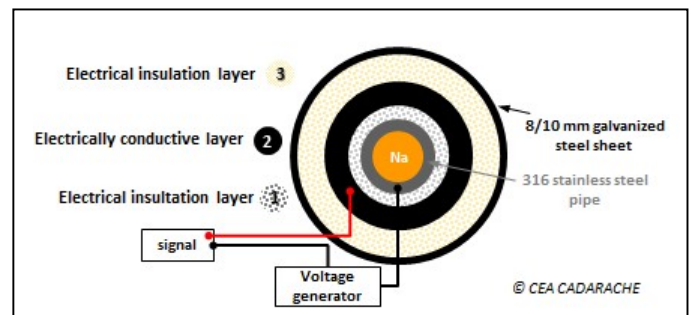 Electrical insulation layer 3
8/10 mm galvanized
steel sheet
Electrically conductive layer 2
Na
316 stainless steel
pipe
Electrical insultation layer 1
signal
Voltage
generator
© CEA CADARACHE